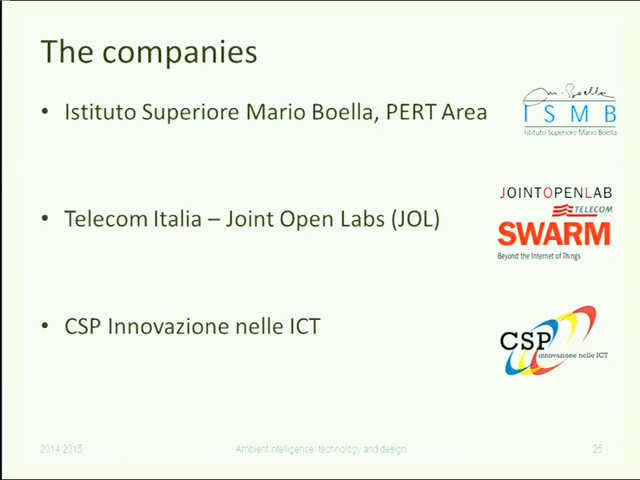 The companies
• Istituto Superiore Mario Boella, PERT Area
M. Boella
ISMB
Istituto Superiore Mario Boella
JOINTOPENLAB
TELECOM
• Telecom Italia – Joint Open Labs (JOL)
SWARM
Beyond the Internet of Things
• CSP Innovazione nelle ICT
CSP
innovazione nelle ICT
2014 2015
Ambient intelligence: technology and design
25